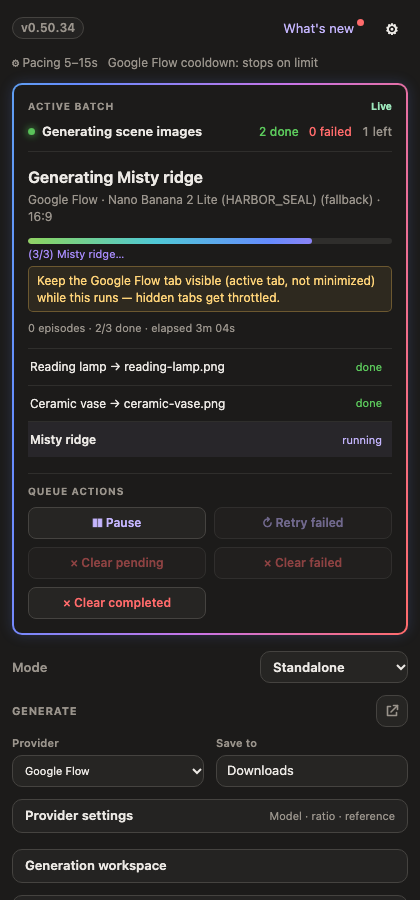 v0.50.34
What's new
⚙ Pacing 5–15s Google Flow cooldown: stops on limit
ACTIVE BATCH
Live
Generating scene images
2 done 0 failed 1 left
Generating Misty ridge
Google Flow · Nano Banana 2 Lite (HARBOR_SEAL) (fallback) ·
16:9
(3/3) Misty ridge…
Keep the Google Flow tab visible (active tab, not minimized)
while this runs — hidden tabs get throttled.
0 episodes · 2/3 done · elapsed 3m 04s
Reading lamp → reading-lamp.png
done
Ceramic vase → ceramic-vase.png
done
Misty ridge
running
QUEUE ACTIONS
Pause
↻ Retry failed
× Clear pending
× Clear failed
× Clear completed
Mode
Standalone
GENERATE
Provider
Save to
Google Flow
Downloads
Provider settings
Model · ratio · reference
Generation workspace